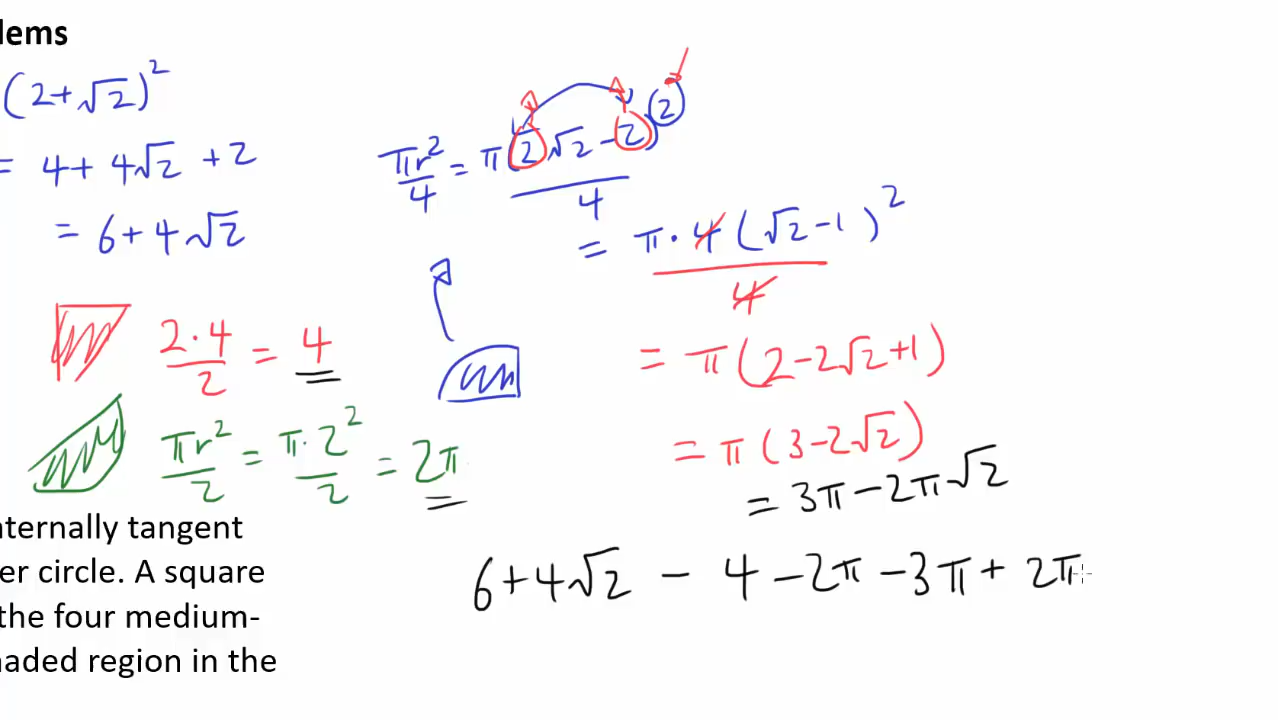 lems
(2+√2)²
= 4+4√2 +2
= 6+4√2
πr²/4 = π(2√2-2)²/4
= π·4(√2-1)²/4
= π(2-2√2+1)
= π(3-2√2)
= 3π-2π√2
2·4/2 = 4
πr²/2 = π·2²/2 = 2π
nternally tangent
er circle. A square
the four medium-
haded region in the
6+4√2 - 4 -2π -3π + 2π